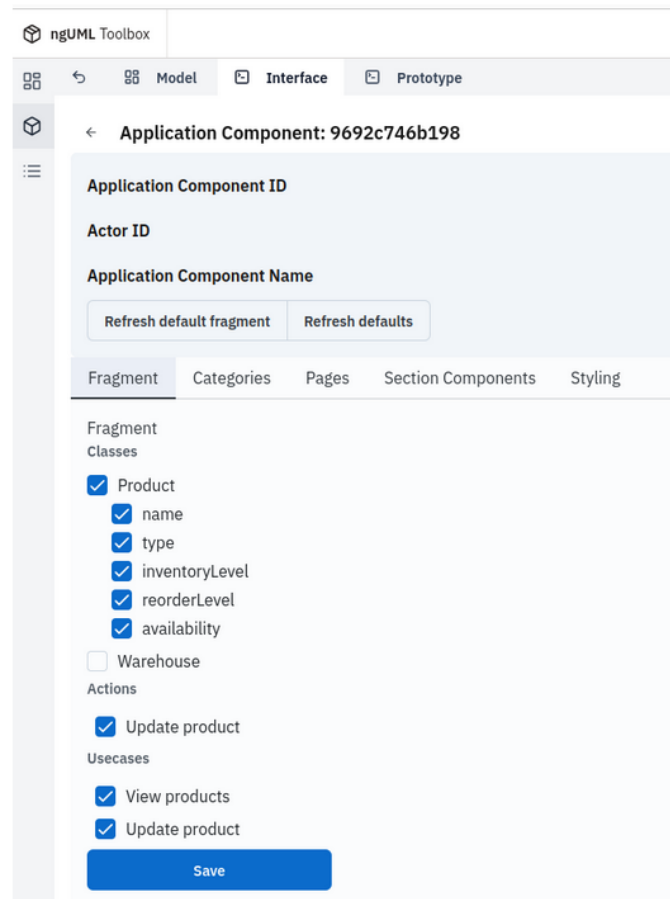 ngUML Toolbox
Model Interface Prototype
Application Component: 9692c746b198
Application Component ID
Actor ID
Application Component Name
Refresh default fragment Refresh defaults
Fragment Categories Pages Section Components Styling
Fragment
Classes
Product
name
type
inventoryLevel
reorderLevel
availability
Warehouse
Actions
Update product
Usecases
View products
Update product
Save